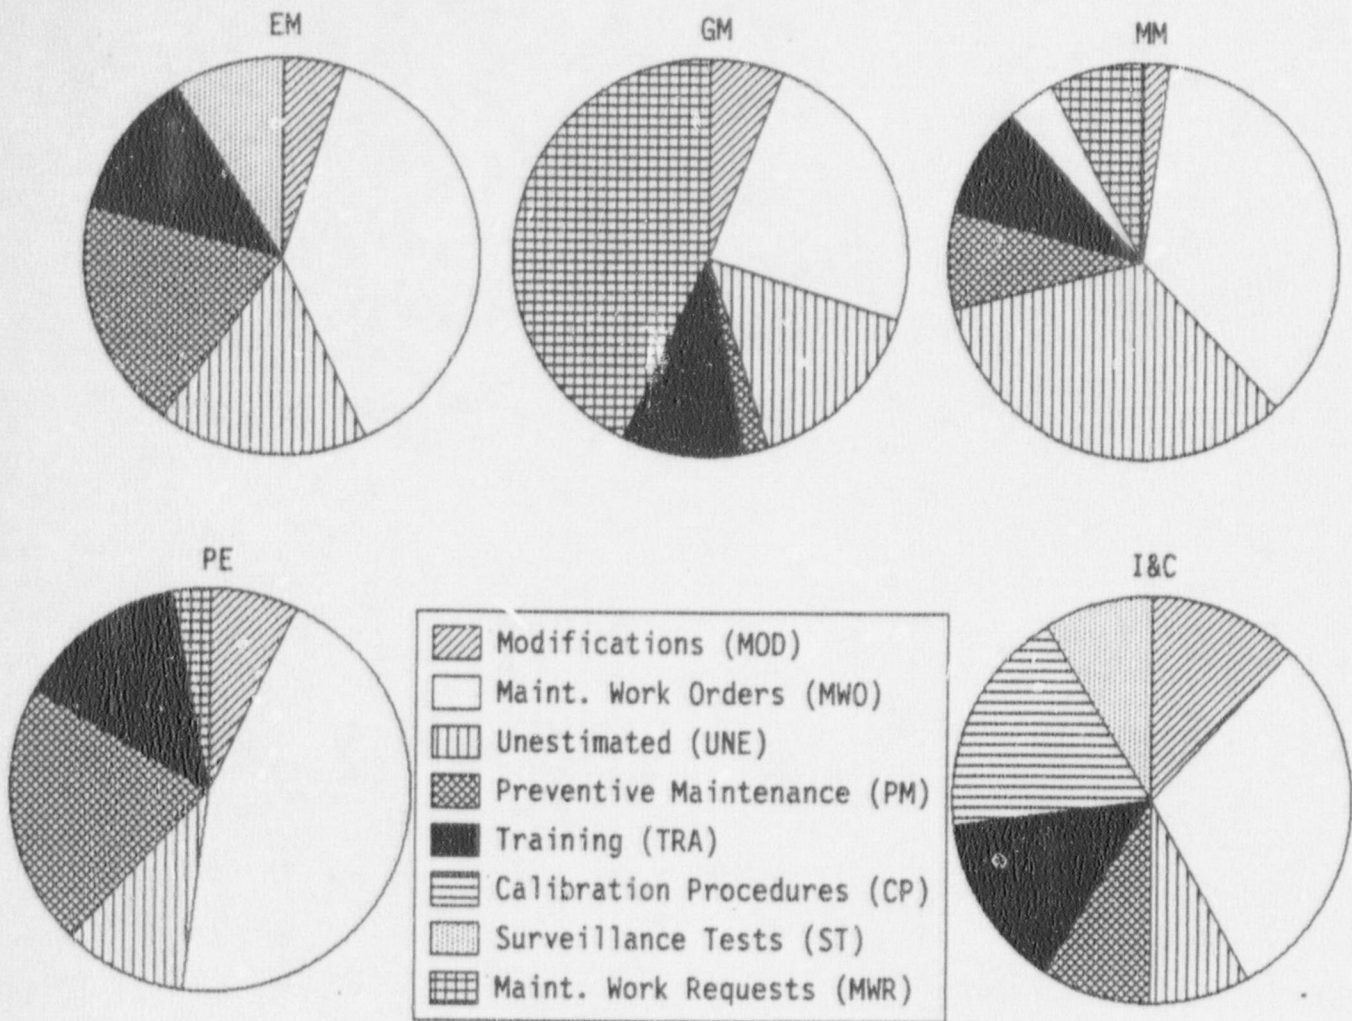 EM
GM
MM
PE
I&C
Modifications (MOD)
Maint. Work Orders (MWO)
Unestimated (UNE)
Preventive Maintenance (PM)
Training (TRA)
Calibration Procedures (CP)
Surveillance Tests (ST)
Maint. Work Requests (MWR)